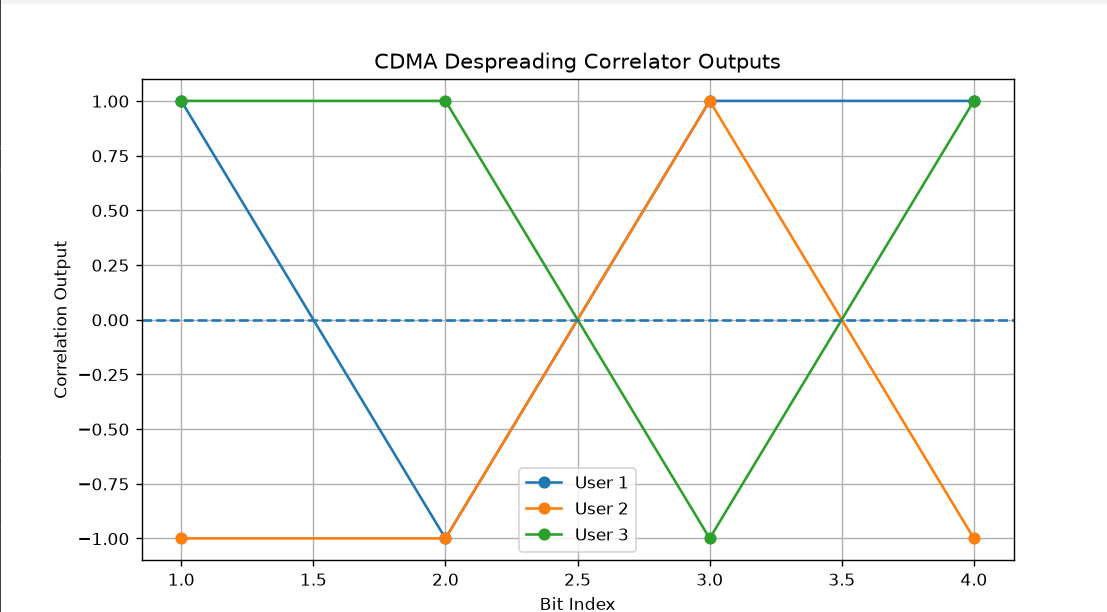 CDMA Despreading Correlator Outputs
1.00
0.75
0.50
0.25
0.00
−0.25
−0.50
−0.75
−1.00
Correlation Output
User 1
User 2
User 3
1.0 1.5 2.0 2.5 3.0 3.5 4.0
Bit Index